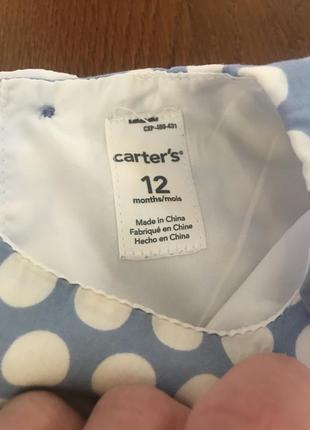 carter's®
12
months/mois
Made in China
Fabriqué en Chine
Hecho en China